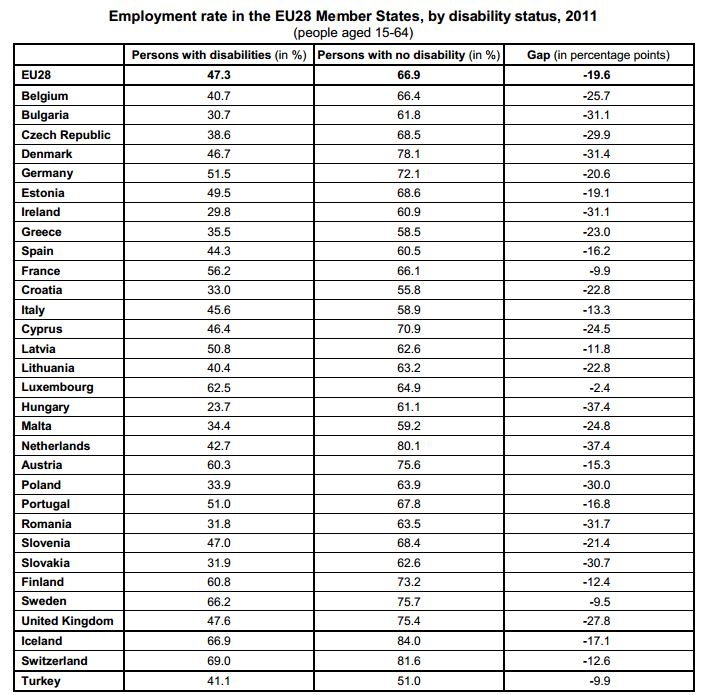 Employment rate in the EU28 Member States, by disability status, 2011
(people aged 15-64)
Persons with disabilities (in %) Persons with no disability (in %) Gap (in percentage points)
EU28 47.3 66.9 -19.6
Belgium 40.7 66.4 -25.7
Bulgaria 30.7 61.8 -31.1
Czech Republic 38.6 68.5 -29.9
Denmark 46.7 78.1 -31.4
Germany 51.5 72.1 -20.6
Estonia 49.5 68.6 -19.1
Ireland 29.8 60.9 -31.1
Greece 35.5 58.5 -23.0
Spain 44.3 60.5 -16.2
France 56.2 66.1 -9.9
Croatia 33.0 55.8 -22.8
Italy 45.6 58.9 -13.3
Cyprus 46.4 70.9 -24.5
Latvia 50.8 62.6 -11.8
Lithuania 40.4 63.2 -22.8
Luxembourg 62.5 64.9 -2.4
Hungary 23.7 61.1 -37.4
Malta 34.4 59.2 -24.8
Netherlands 42.7 80.1 -37.4
Austria 60.3 75.6 -15.3
Poland 33.9 63.9 -30.0
Portugal 51.0 67.8 -16.8
Romania 31.8 63.5 -31.7
Slovenia 47.0 68.4 -21.4
Slovakia 31.9 62.6 -30.7
Finland 60.8 73.2 -12.4
Sweden 66.2 75.7 -9.5
United Kingdom 47.6 75.4 -27.8
Iceland 66.9 84.0 -17.1
Switzerland 69.0 81.6 -12.6
Turkey 41.1 51.0 -9.9